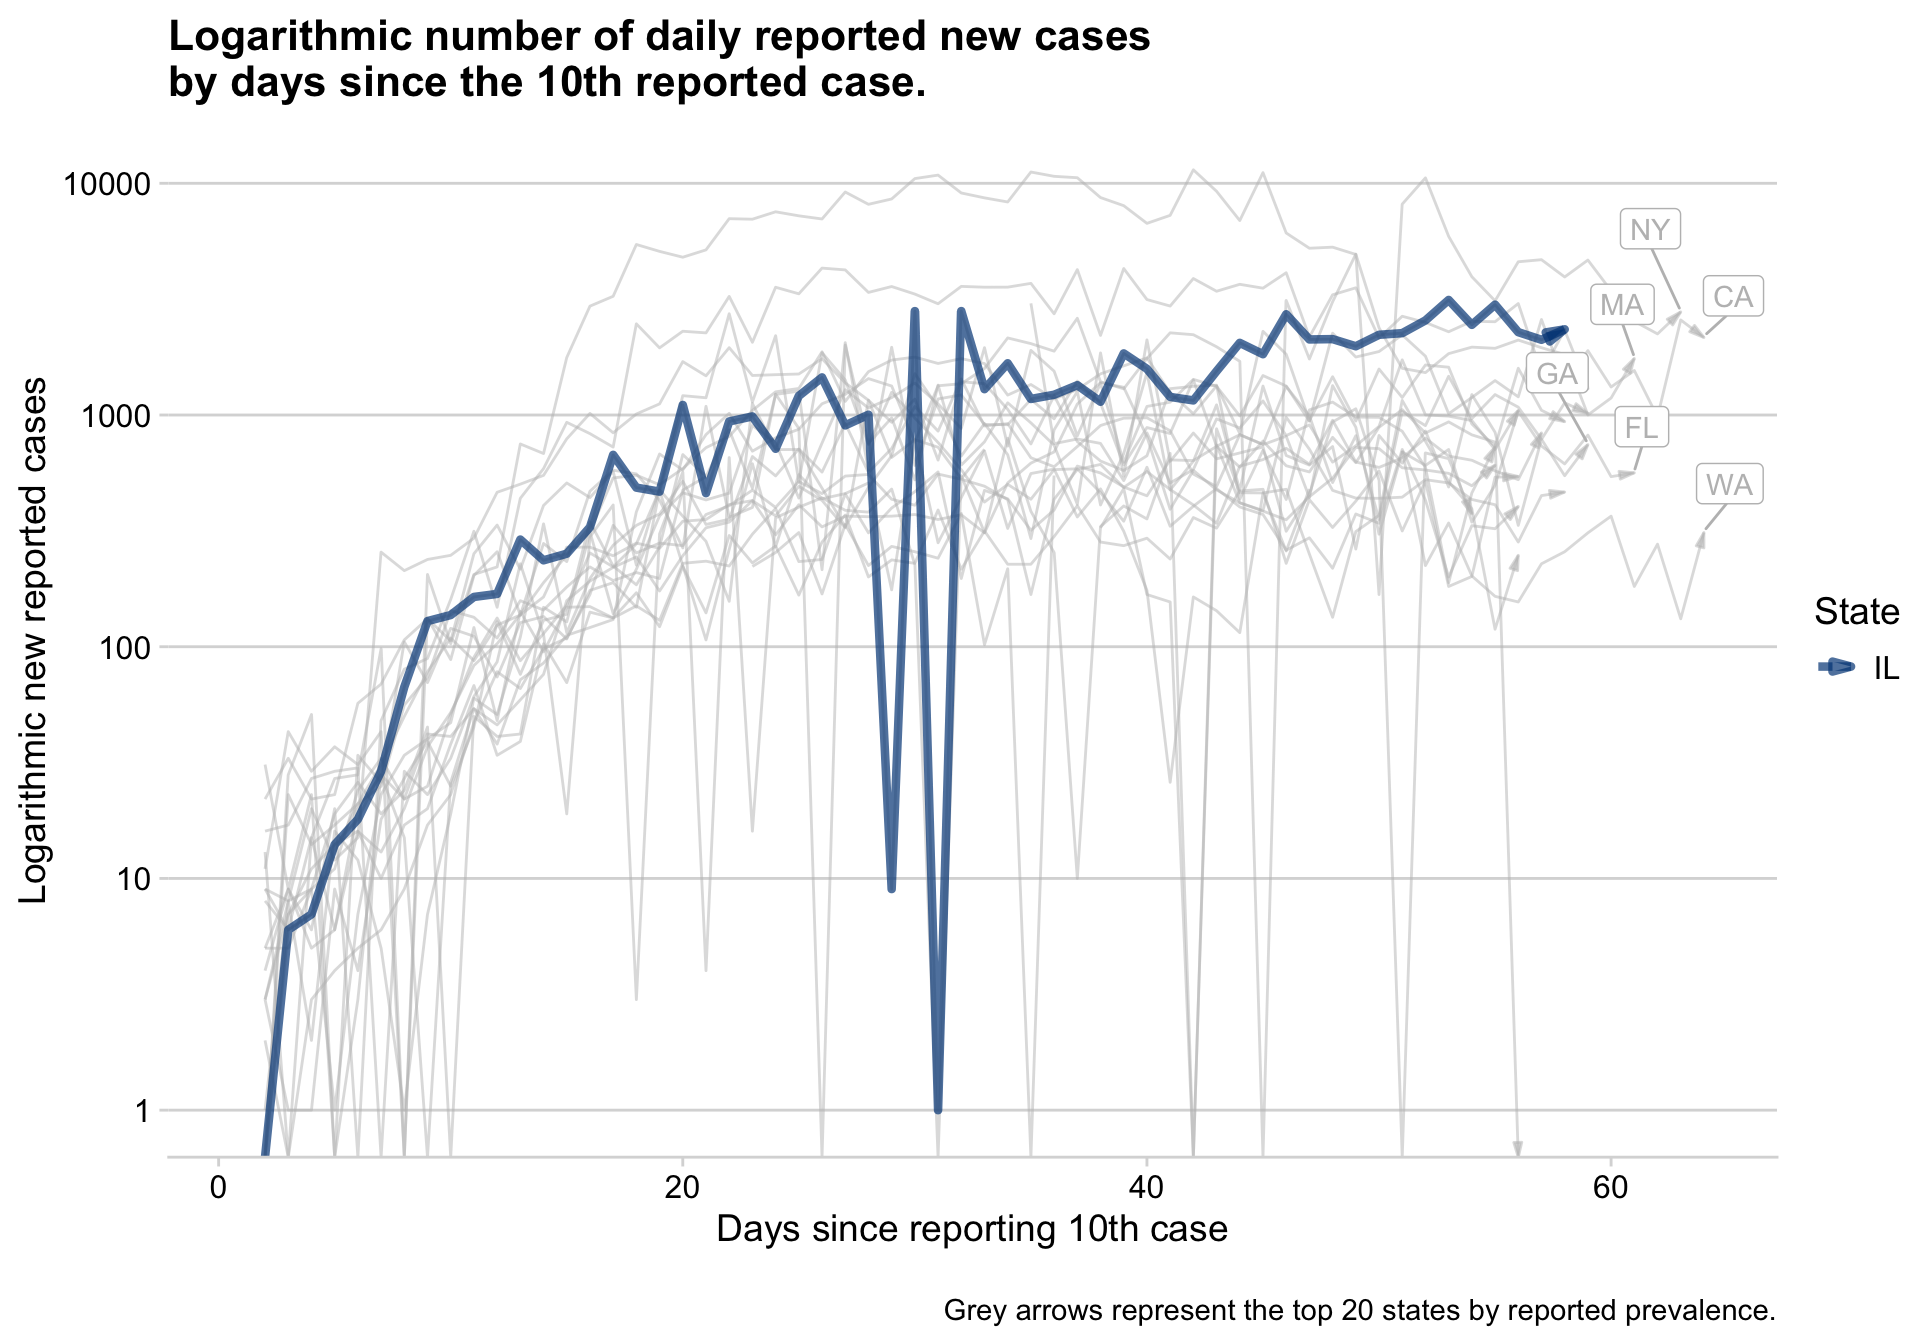 Logarithmic number of daily reported new cases
by days since the 10th reported case.
Logarithmic new reported cases
10000
1000
100
10
1
NY
CA
MA
GA
FL
WA
State
IL
0
20
40
60
Days since reporting 10th case
Grey arrows represent the top 20 states by reported prevalence.